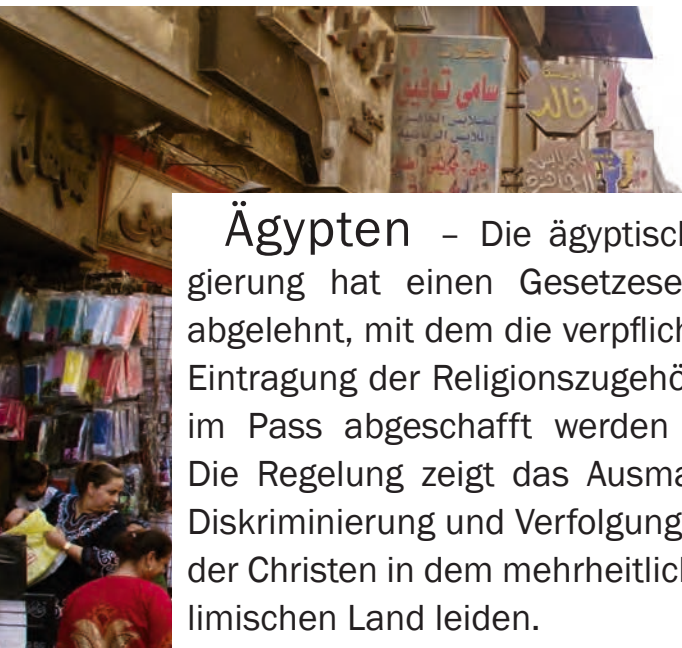 سامى توفيق
خالد
Ägypten – Die ägyptisch
gierung hat einen Gesetzese
abgelehnt, mit dem die verpflich
Eintragung der Religionszugehö
im Pass abgeschafft werden
Die Regelung zeigt das Ausma
Diskriminierung und Verfolgung
der Christen in dem mehrheitlich
limischen Land leiden.